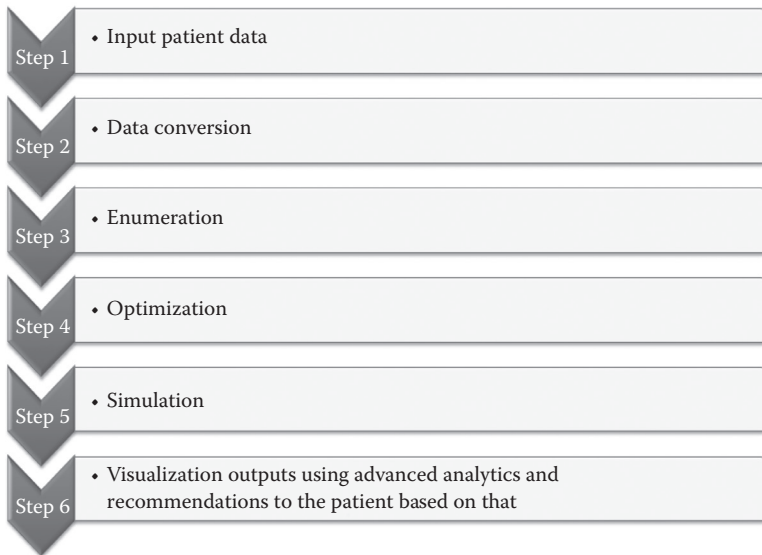 Step 1
• Input patient data
Step 2
• Data conversion
Step 3
• Enumeration
Step 4
• Optimization
Step 5
• Simulation
Step 6
• Visualization outputs using advanced analytics and
recommendations to the patient based on that